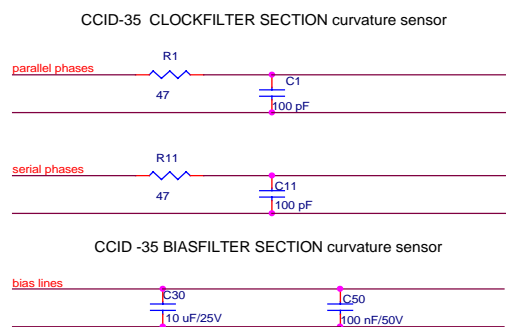 CCID-35 CLOCKFILTER SECTION curvature sensor
R1
parallel phases
C1
47
100 pF
R11
serial phases
C11
47
100 pF
CCID -35 BIASFILTER SECTION curvature sensor
bias lines
C30
C50
10 uF/25V
100 nF/50V